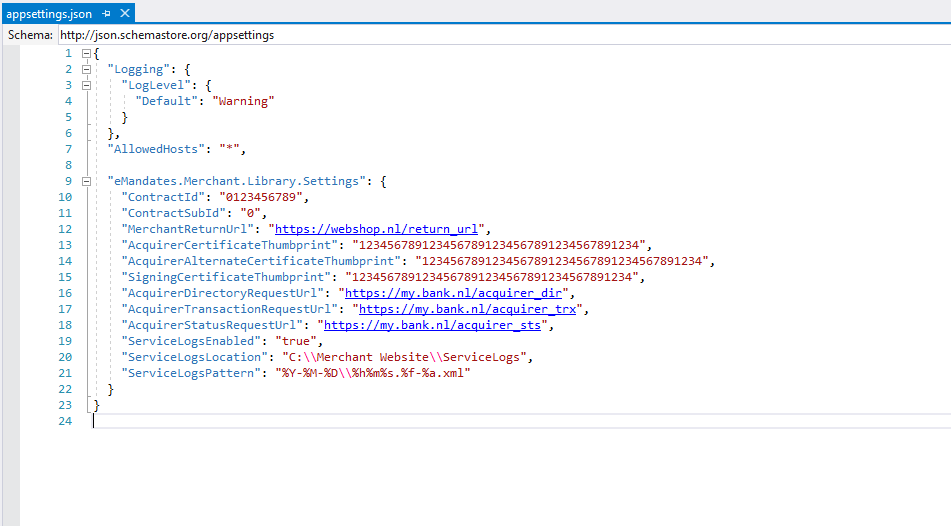 appsettings.json
Schema: http://json.schemastore.org/appsettings
1 {
2 "Logging": {
3 "LogLevel": {
4 "Default": "Warning"
5 }
6 },
7 "AllowedHosts": "*",
8
9 "eMandates.Merchant.Library.Settings": {
10 "ContractId": "0123456789",
11 "ContractSubId": "0",
12 "MerchantReturnUrl": "https://webshop.nl/return_url",
13 "AcquirerCertificateThumbprint": "1234567891234567891234567891234567891234",
14 "AcquirerAlternateCertificateThumbprint": "1234567891234567891234567891234567891234",
15 "SigningCertificateThumbprint": "1234567891234567891234567891234567891234",
16 "AcquirerDirectoryRequestUrl": "https://my.bank.nl/acquirer_dir",
17 "AcquirerTransactionRequestUrl": "https://my.bank.nl/acquirer_trx",
18 "AcquirerStatusRequestUrl": "https://my.bank.nl/acquirer_sts",
19 "ServiceLogsEnabled": "true",
20 "ServiceLogsLocation": "C:\\Merchant Website\\ServiceLogs",
21 "ServiceLogsPattern": "%Y-%M-%D\\%h%m%s.%f-%a.xml"
22 }
23 }
24